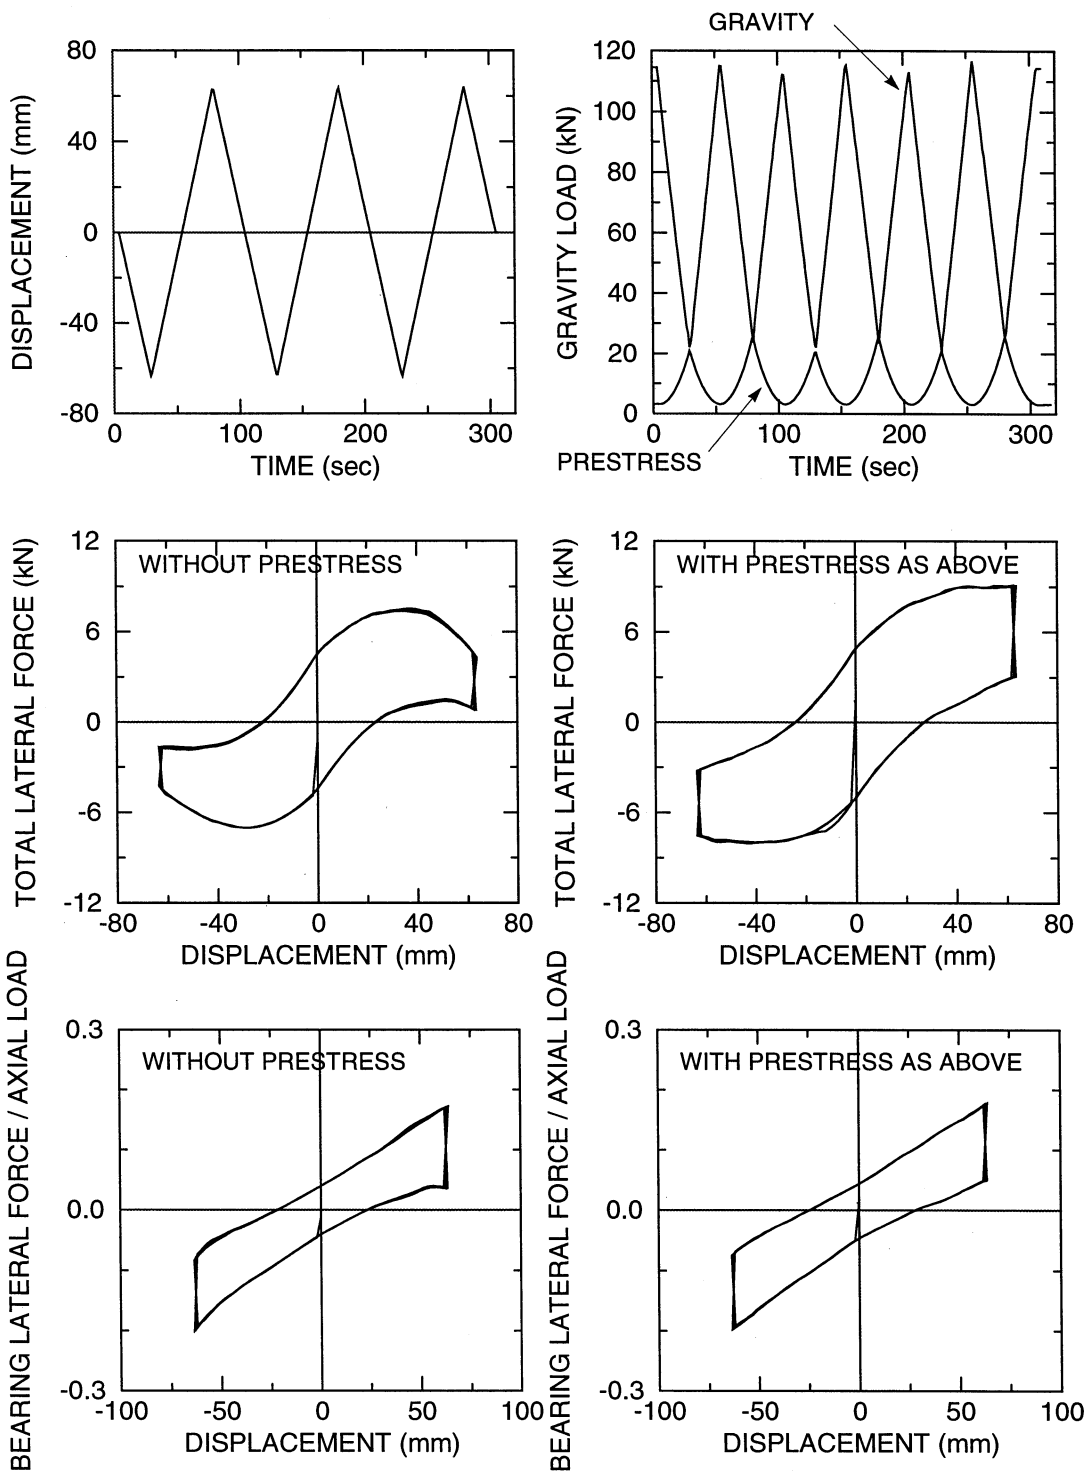 GRAVITY
80
40
0
-40
-80
DISPLACEMENT (mm)
0 100 200 300
TIME (sec)
120
100
80
60
40
20
0
GRAVITY LOAD (kN)
0 100 200 300
PRESTRESS
TIME (sec)
WITHOUT PRESTRESS
12
6
0
-6
-12
TOTAL LATERAL FORCE (kN)
-80 -40 0 40 80
DISPLACEMENT (mm)
WITH PRESTRESS AS ABOVE
12
6
0
-6
-12
TOTAL LATERAL FORCE (kN)
-80 -40 0 40 80
DISPLACEMENT (mm)
WITHOUT PRESTRESS
0.3
0.0
-0.3
BEARING LATERAL FORCE / AXIAL LOAD
-100 -50 0 50 100
DISPLACEMENT (mm)
WITH PRESTRESS AS ABOVE
0.3
0.0
-0.3
BEARING LATERAL FORCE / AXIAL LOAD
-100 -50 0 50 100
DISPLACEMENT (mm)